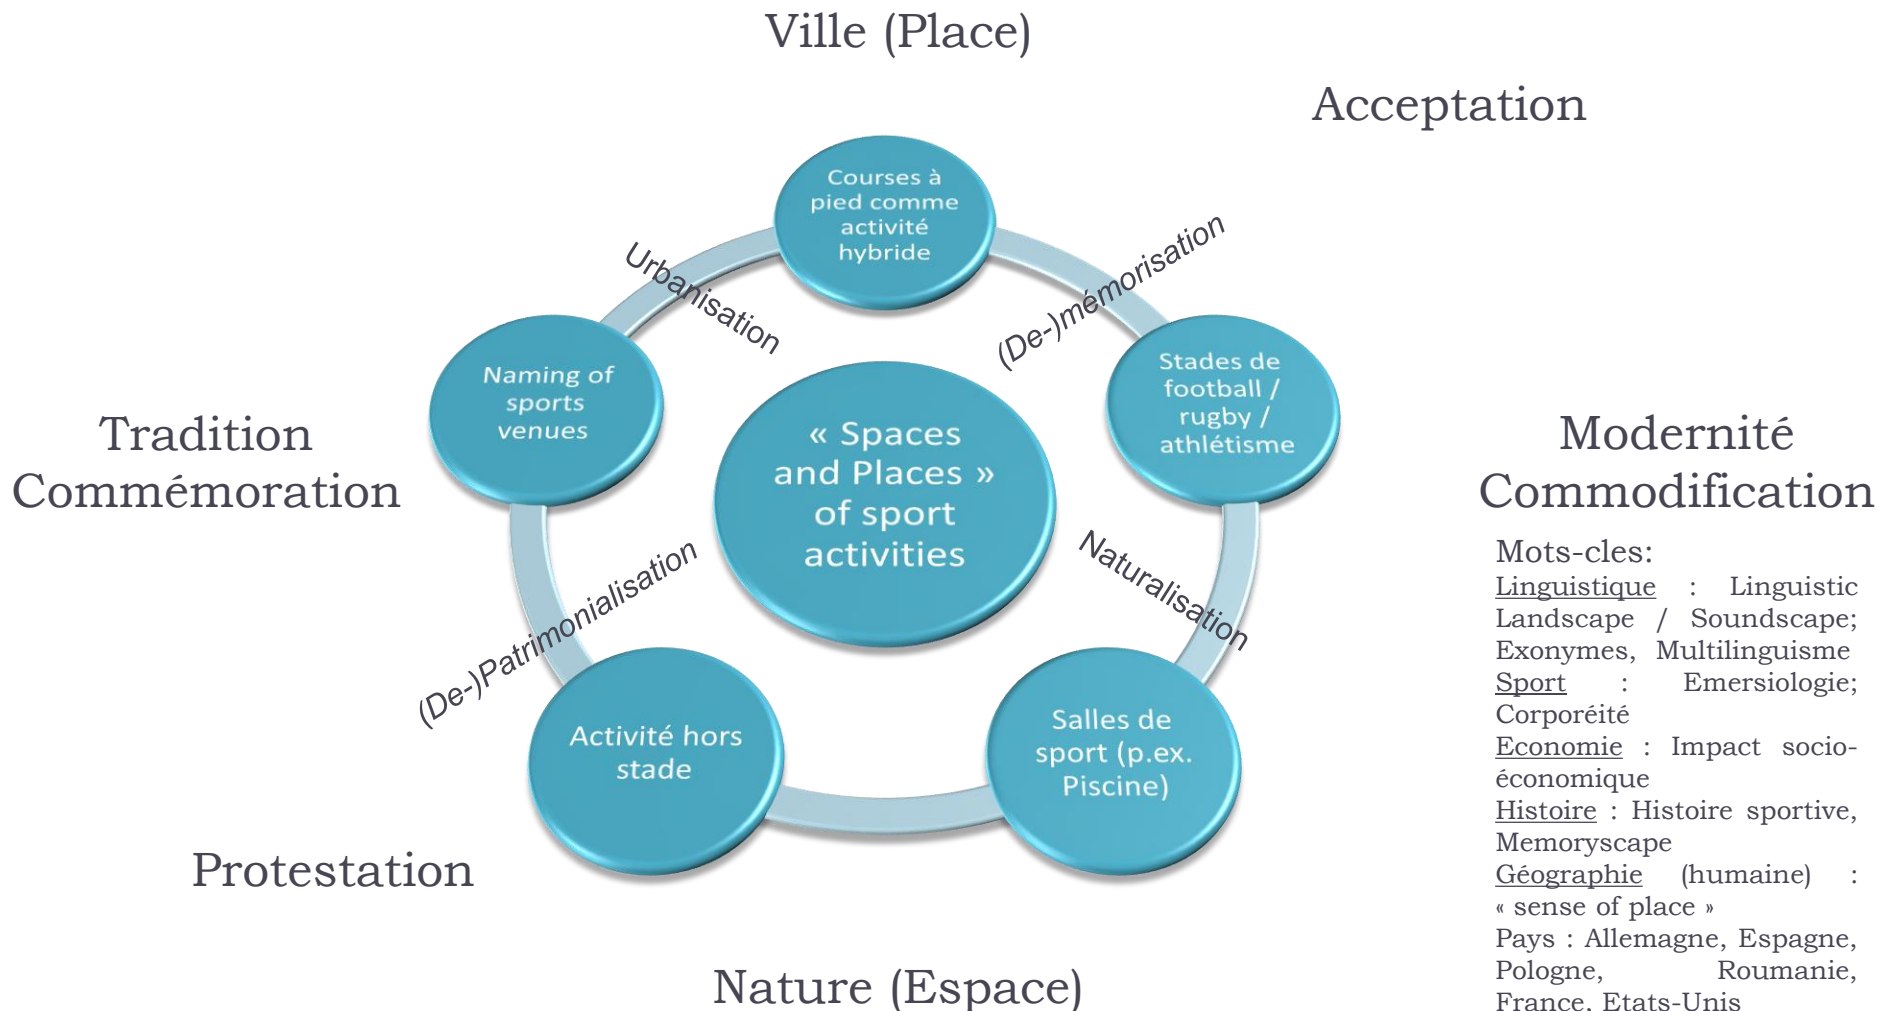 Ville (Place)
Acceptation
Courses à
pied comme
activité
hybride
Urbanisation
(De-)mémorisation
Naming of
sports
venues
Stades de
football /
rugby /
athlétisme
« Spaces
and Places »
of sport
activities
Tradition
Commémoration
Modernité
Commodification
(De-)Patrimonialisation
Naturalisation
Activité hors
stade
Salles de
sport (p.ex.
Piscine)
Protestation
Nature (Espace)
Mots-cles:
Linguistique : Linguistic
Landscape / Soundscape;
Exonymes, Multilinguisme
Sport : Emersiologie;
Corporéité
Economie : Impact socio-
économique
Histoire : Histoire sportive,
Memoryscape
Géographie (humaine) :
« sense of place »
Pays : Allemagne, Espagne,
Pologne, Roumanie,
France, Etats-Unis